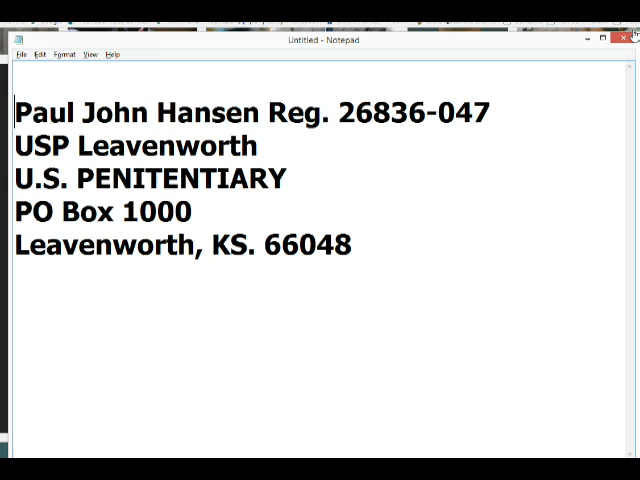 Untitled - Notepad
File Edit Format View Help
Paul John Hansen Reg. 26836-047
USP Leavenworth
U.S. PENITENTIARY
PO Box 1000
Leavenworth, KS. 66048